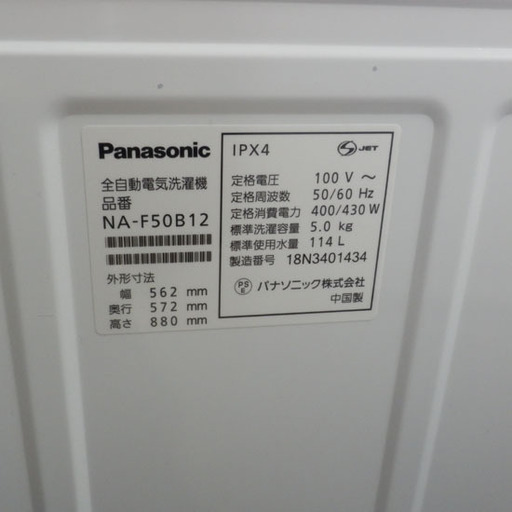 Panasonic
全自動電気洗濯機
品番
NA-F50B12
外形寸法
幅 562 mm
奥行 572 mm
高さ 880 mm
IPX4
S JET
定格電圧 100 V ～
定格周波数 50/60 Hz
定格消費電力 400/430 W
標準洗濯容量 5.0 kg
標準使用水量 114 L
製造番号 18N3401434
PS E パナソニック株式会社
中国製